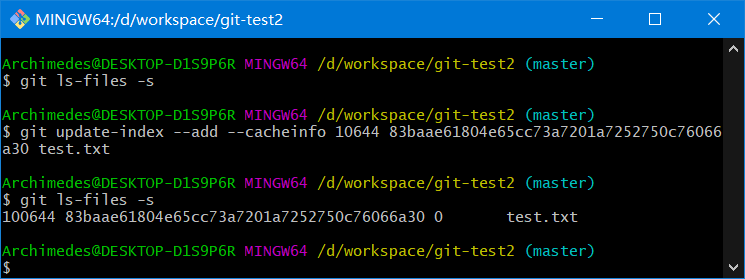 MINGW64:/d/workspace/git-test2
Archimedes@DESKTOP-D1S9P6R MINGW64 /d/workspace/git-test2 (master)
$ git ls-files -s
Archimedes@DESKTOP-D1S9P6R MINGW64 /d/workspace/git-test2 (master)
$ git update-index --add --cacheinfo 10644 83baae61804e65cc73a7201a7252750c76066
a30 test.txt
Archimedes@DESKTOP-D1S9P6R MINGW64 /d/workspace/git-test2 (master)
$ git ls-files -s
100644 83baae61804e65cc73a7201a7252750c76066a30 0       test.txt
Archimedes@DESKTOP-D1S9P6R MINGW64 /d/workspace/git-test2 (master)
$